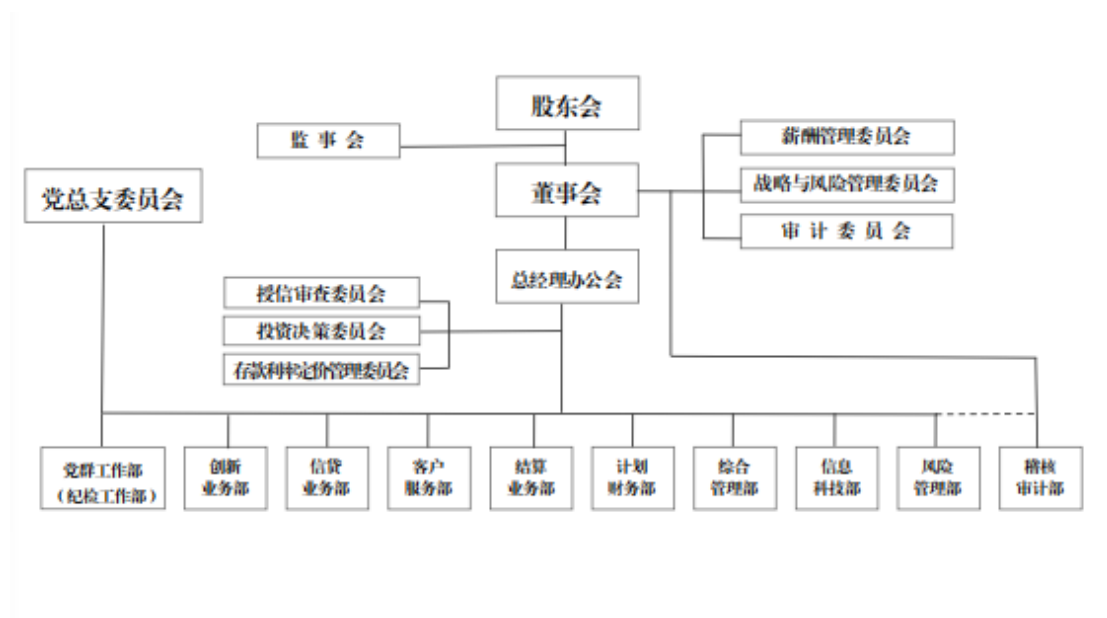 股东会
监 事 会
薪酬管理委员会
党总支委员会
董事会
战略与风险管理委员会
审 计 委 员 会
总经理办公会
授信审查委员会
投资决策委员会
存款利率定价管理委员会
党群工作部
（纪检工作部）
创新
业务部
信贷
业务部
客户
服务部
结算
业务部
计划
财务部
综合
管理部
信息
科技部
风险
管理部
稽核
审计部